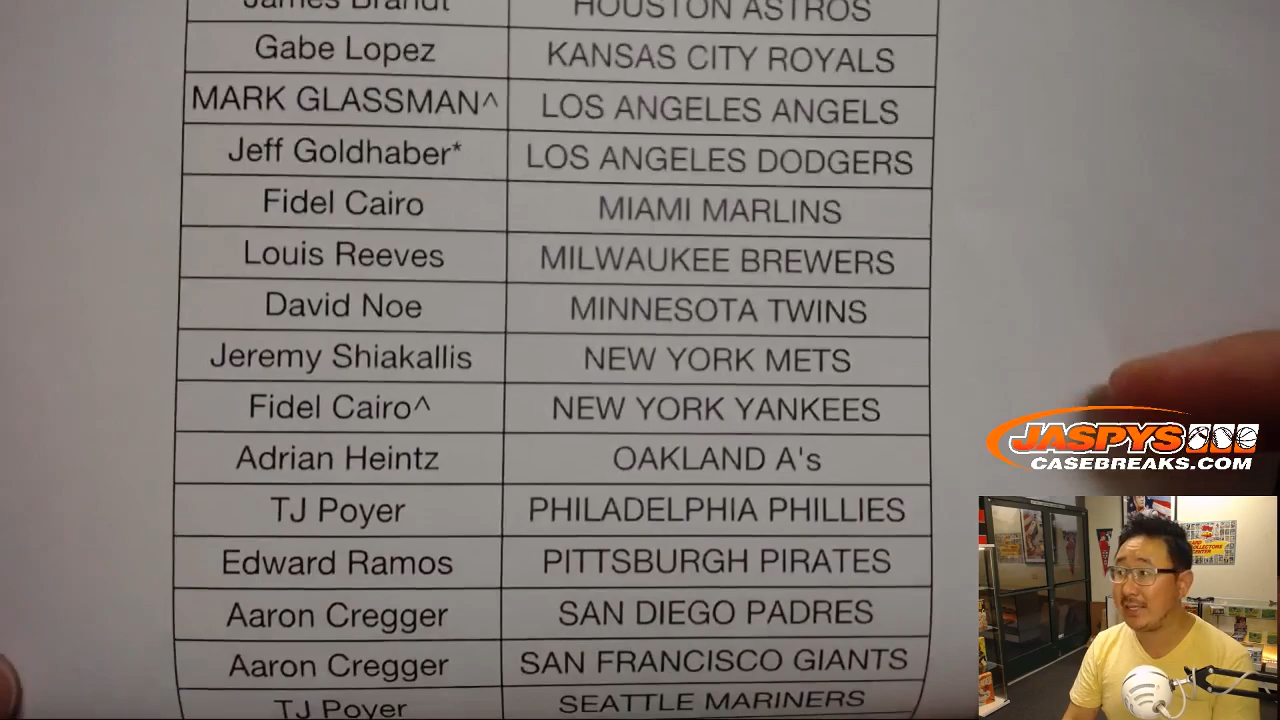 James Brandt HOUSTON ASTROS
Gabe Lopez KANSAS CITY ROYALS
MARK GLASSMAN^ LOS ANGELES ANGELS
Jeff Goldhaber* LOS ANGELES DODGERS
Fidel Cairo MIAMI MARLINS
Louis Reeves MILWAUKEE BREWERS
David Noe MINNESOTA TWINS
Jeremy Shiakallis NEW YORK METS
Fidel Cairo^ NEW YORK YANKEES
Adrian Heintz OAKLAND A's
TJ Poyer PHILADELPHIA PHILLIES
Edward Ramos PITTSBURGH PIRATES
Aaron Cregger SAN DIEGO PADRES
Aaron Cregger SAN FRANCISCO GIANTS
TJ Poyer SEATTLE MARINERS
JASPYS
CASEBREAKS.COM